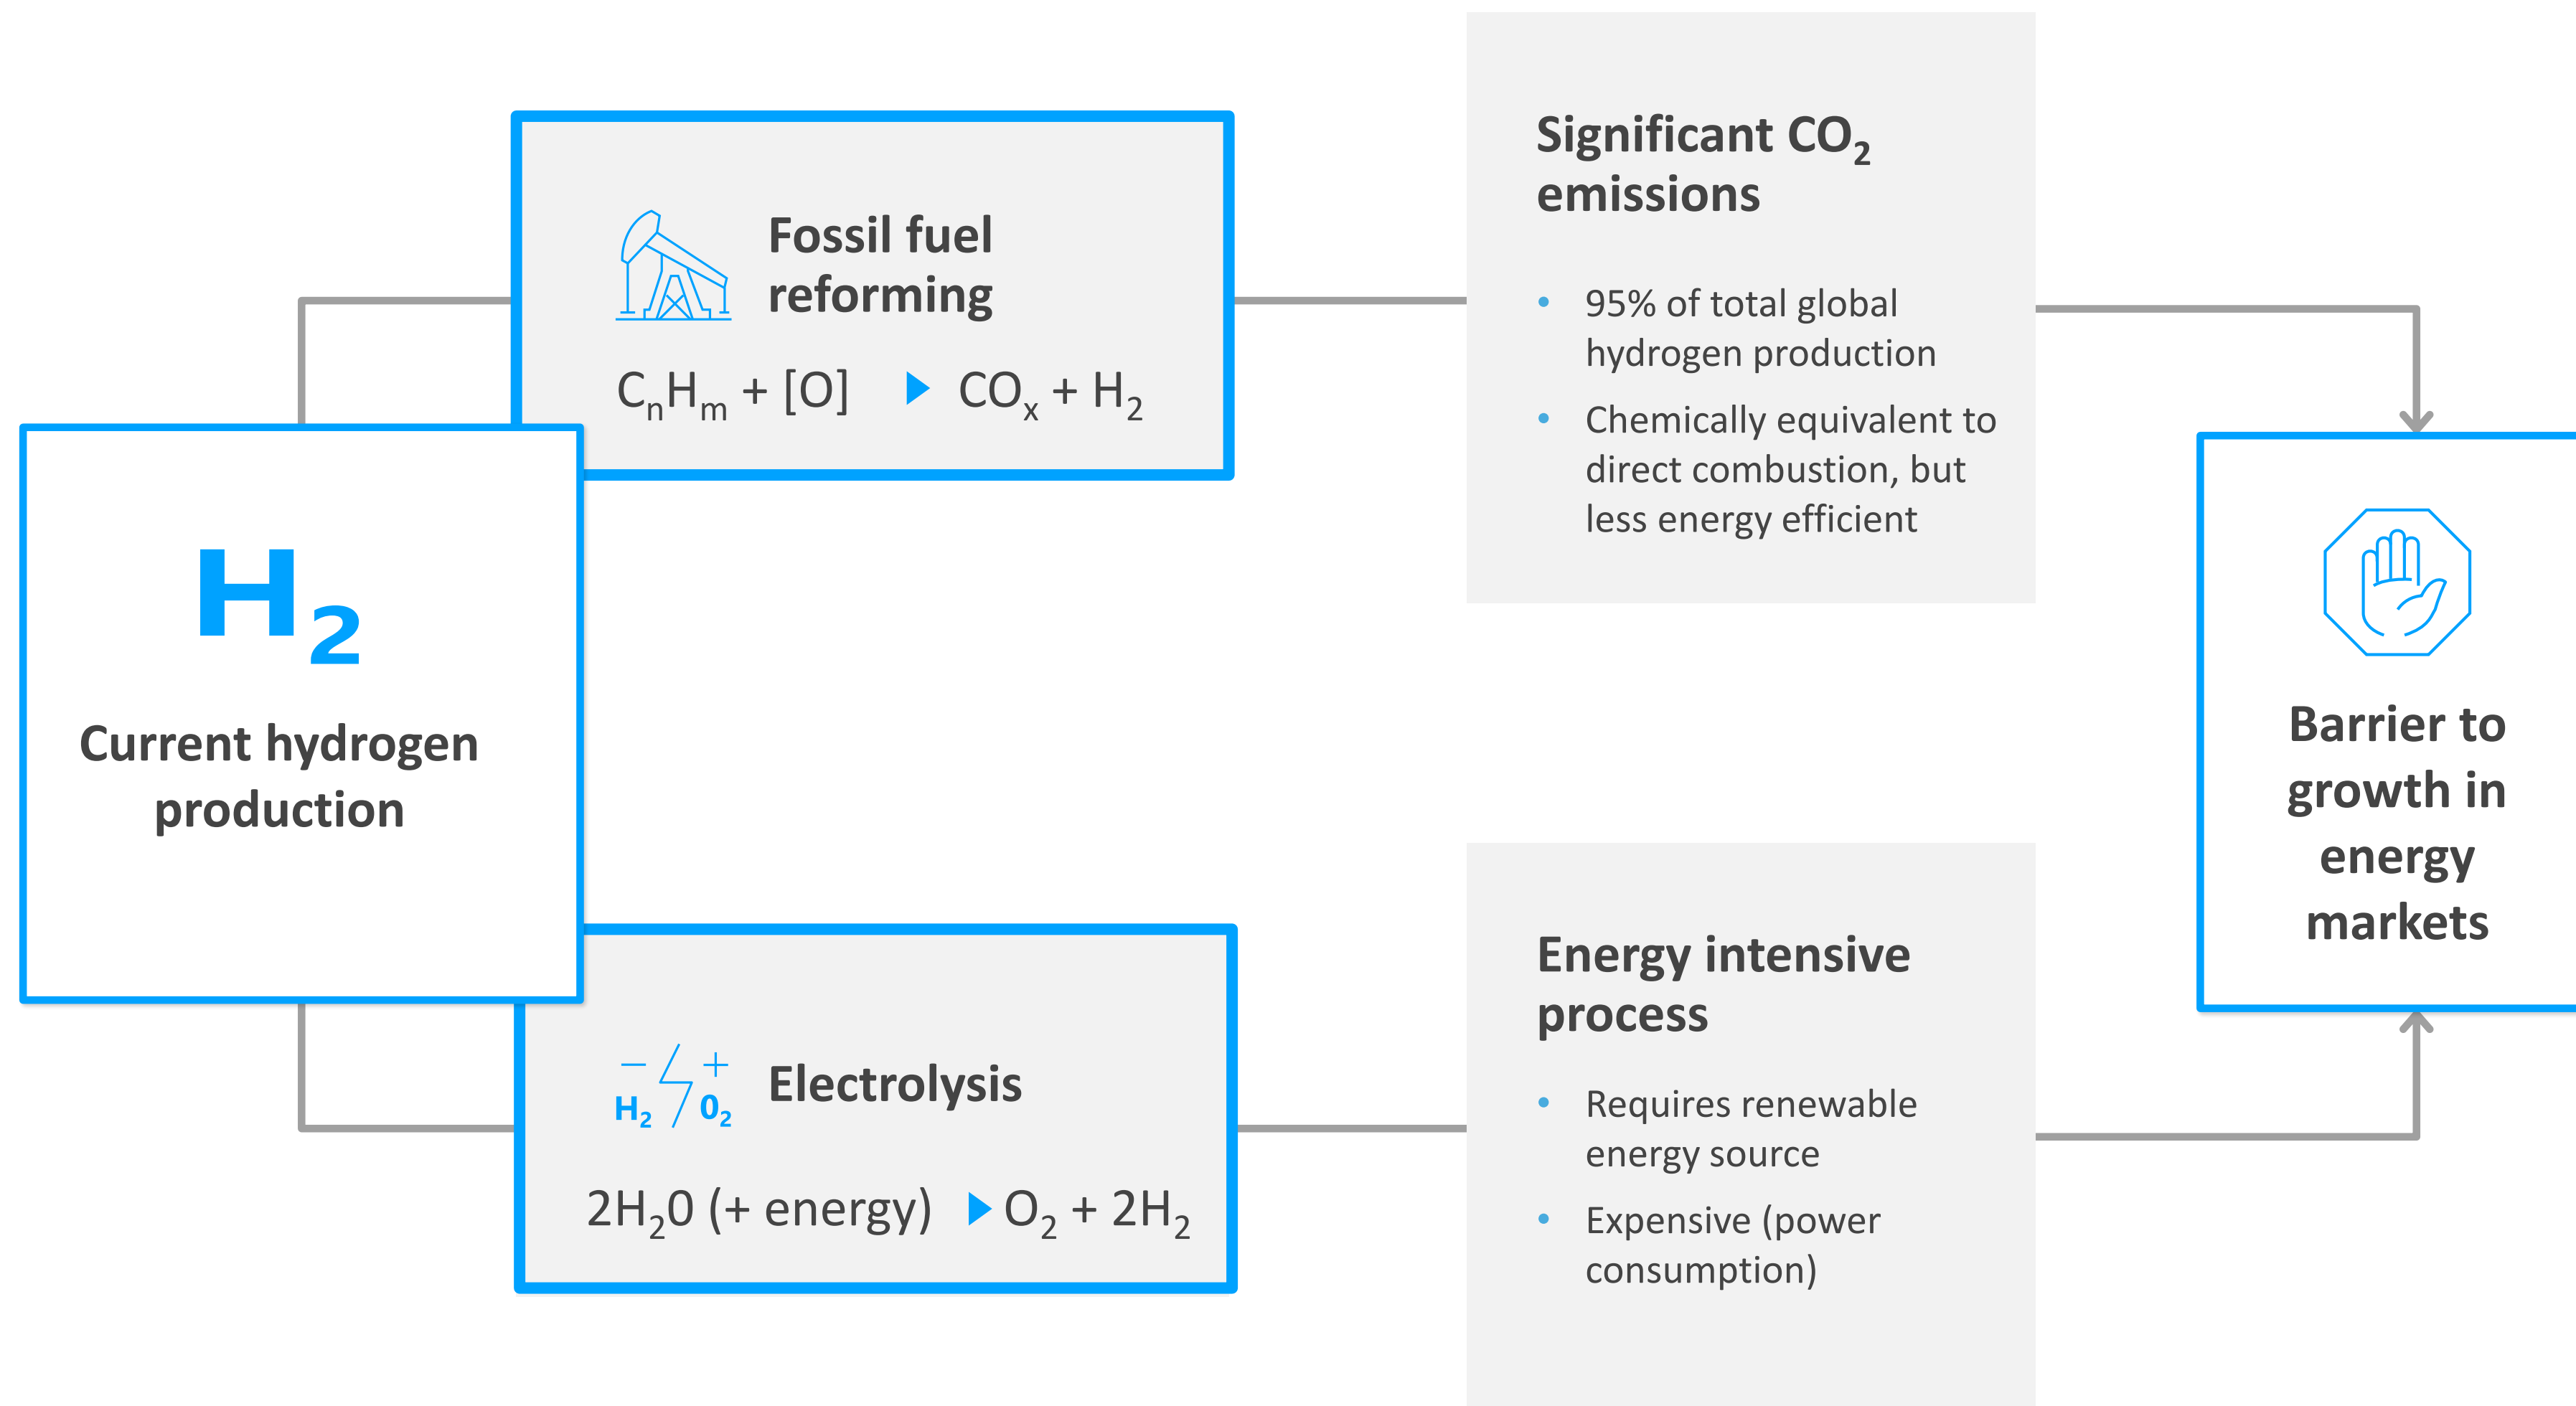 H₂
Current hydrogen
production
Fossil fuel
reforming
CₙHₘ + [O] ▶ COₓ + H₂
Significant CO₂
emissions
• 95% of total global
hydrogen production
• Chemically equivalent to
direct combustion, but
less energy efficient
Electrolysis
− +
H₂ 0₂
2H₂0 (+ energy) ▶ O₂ + 2H₂
Energy intensive
process
• Requires renewable
energy source
• Expensive (power
consumption)
Barrier to
growth in
energy
markets